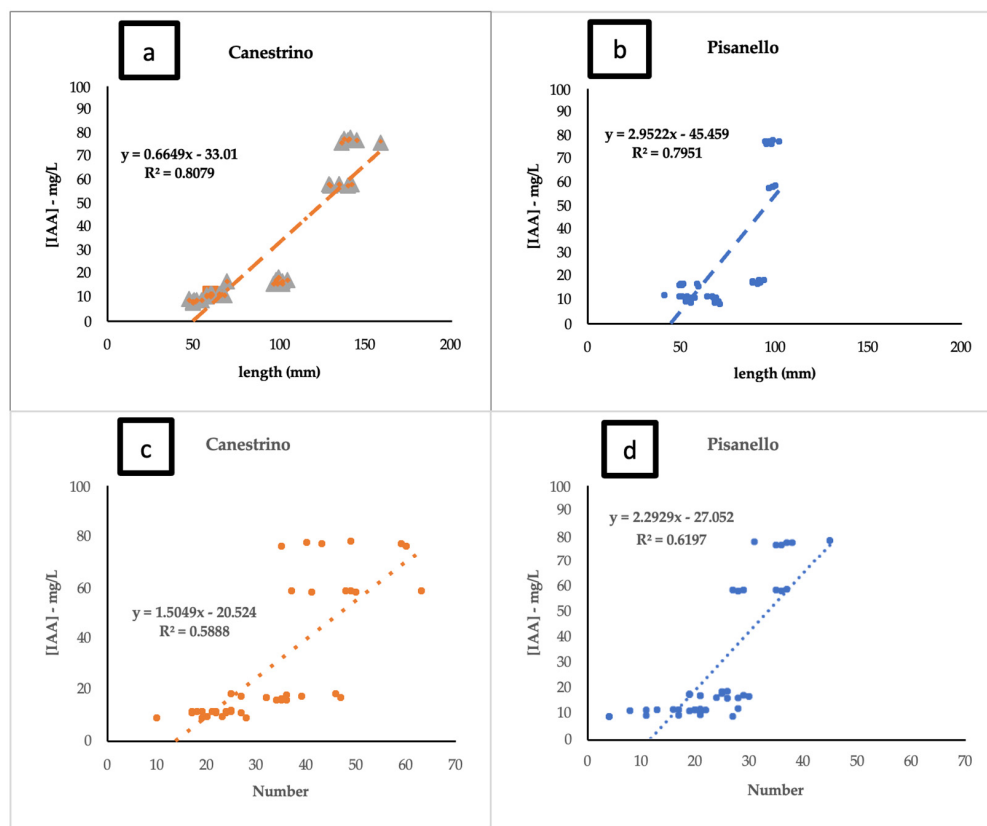 a
Canestrino
100
90
80
70
60
50
40
30
20
10
0
[IAA] - mg/L
y = 0.6649x - 33.01
R² = 0.8079
0
50
100
150
200
length (mm)
b
Pisanello
100
90
80
70
60
50
40
30
20
10
0
[IAA] - mg/L
y = 2.9522x - 45.459
R² = 0.7951
0
50
100
150
200
length (mm)
c
Canestrino
100
80
60
40
20
0
[IAA] - mg/L
y = 1.5049x - 20.524
R² = 0.5888
0
10
20
30
40
50
60
70
Number
d
Pisanello
100
90
80
70
60
50
40
30
20
10
0
[IAA] - mg/L
y = 2.2929x - 27.052
R² = 0.6197
0
10
20
30
40
50
60
70
Number